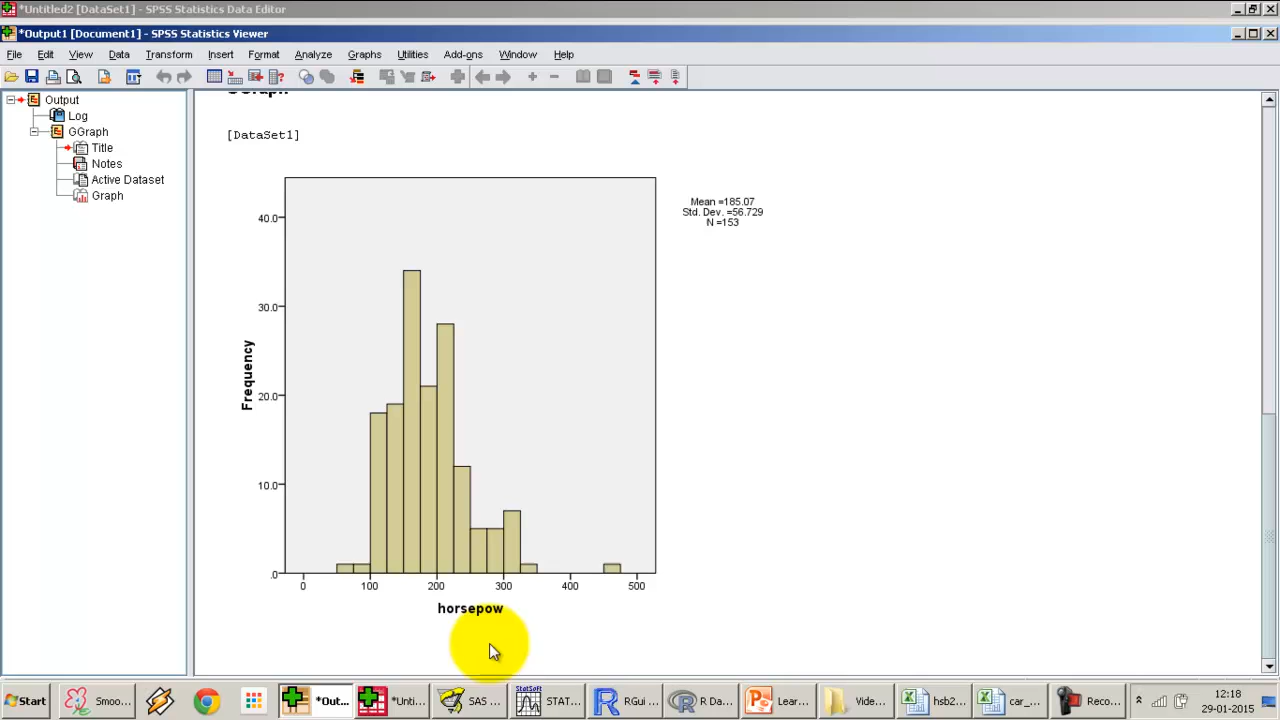 *Untitled2 [DataSet1] - SPSS Statistics Data Editor
*Output1 [Document1] - SPSS Statistics Viewer
File Edit View Data Transform Insert Format Analyze Graphs Utilities Add-ons Window Help
Output
Log
GGraph
Title
Notes
Active Dataset
Graph
GGraph
[DataSet1]
Mean =185.07
Std. Dev. =56.729
N =153
40.0
30.0
20.0
10.0
.0
Frequency
0 100 200 300 400 500
horsepow
Start Smoo... *Out... *Unti... SAS ... STAT... RGui ... R Da... Lear... Vide... hsb2... car_... Reco...
StatSoft
12:18
29-01-2015